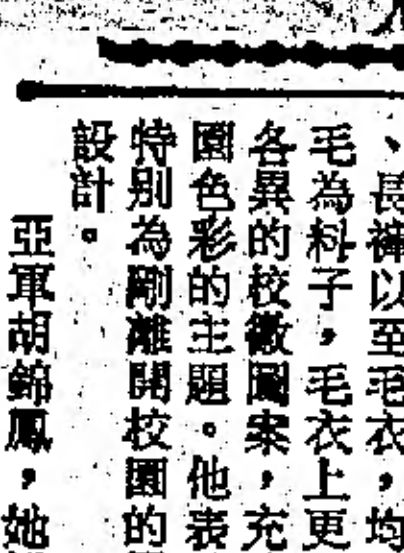 、長褲以至毛衣，均
毛為料子，毛衣上更
各異的校徽圖案，充
園色彩的主題。他表
特別為剛離開校園的
設計。
亞軍胡錦鳳，她